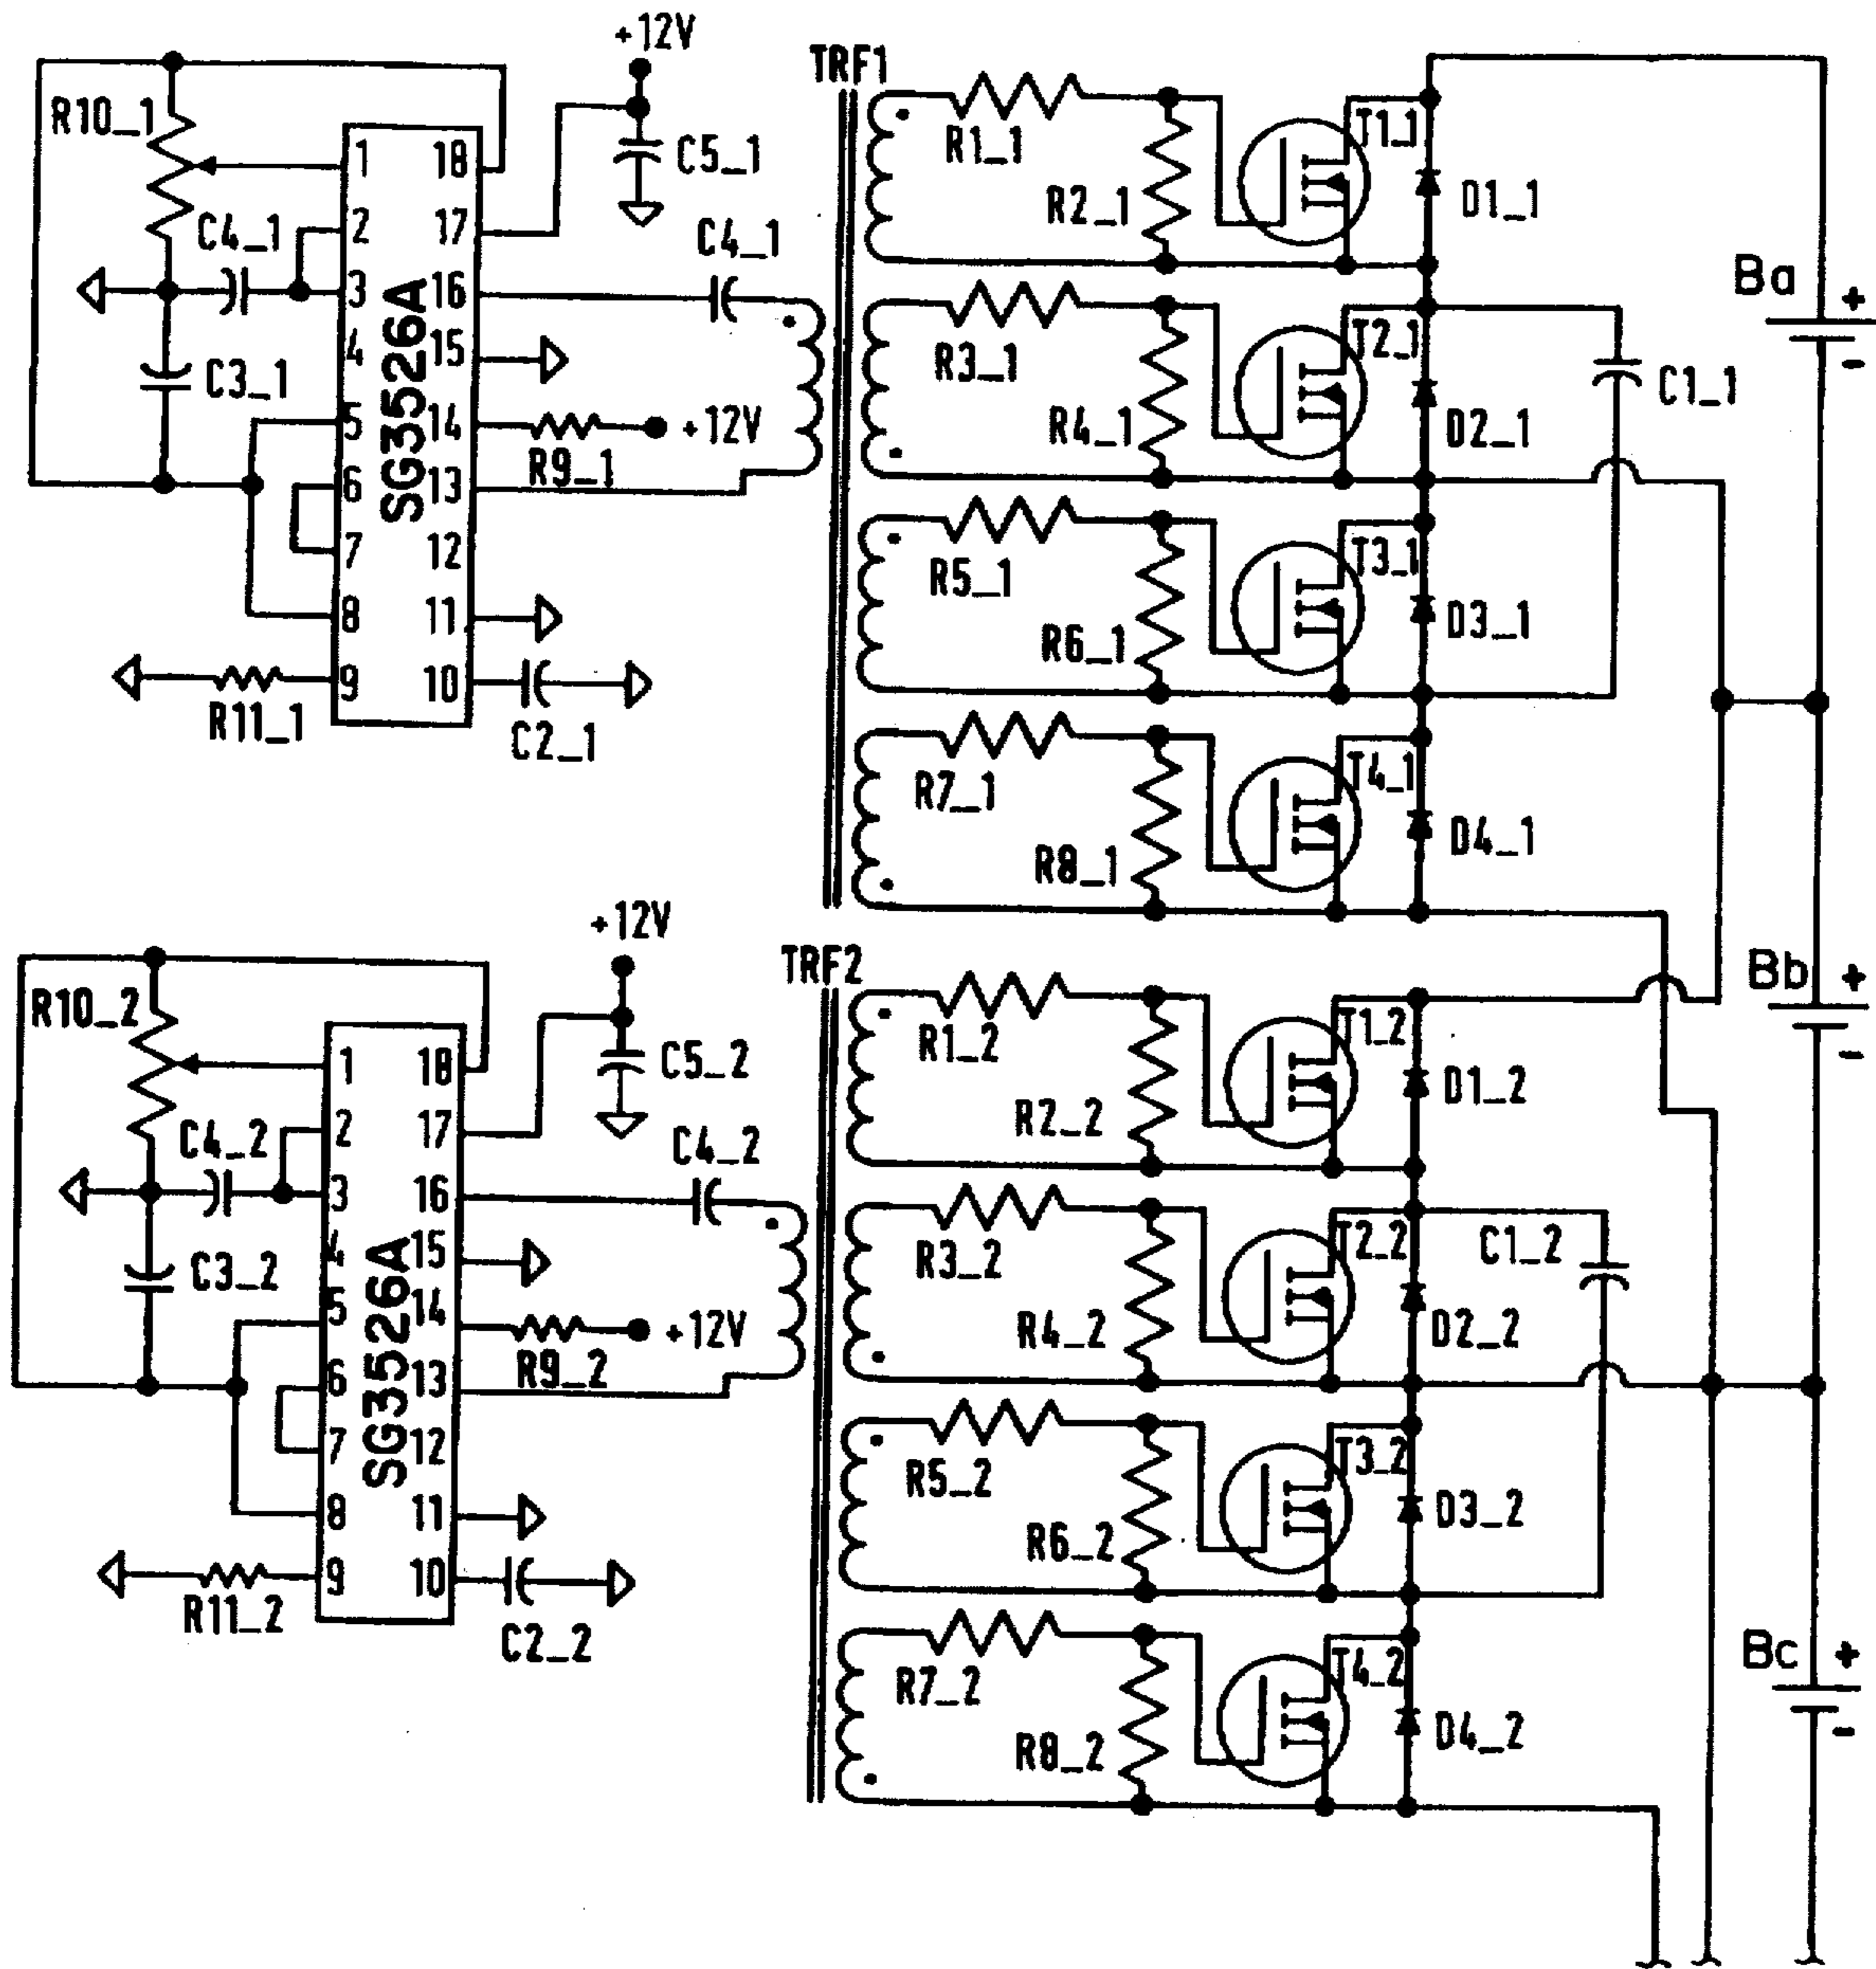 +12V
TRF1
R10_1
1
18
C5_1
R1_1
T1_1
D1_1
R2_1
2
17
C4_1
C4_1
Ba
+
-
3
16
SG3526A
4
15
R3_1
T2_1
C1_1
C3_1
R4_1
D2_1
5
14
+12V
R9_1
6
13
7
12
R5_1
T3_1
D3_1
R6_1
8
11
9
10
R11_1
C2_1
R7_1
T4_1
D4_1
R8_1
+12V
TRF2
Bb
+
-
R10_2
1
18
C5_2
R1_2
T1_2
D1_2
R2_2
2
17
C4_2
C4_2
3
16
SG3526A
4
15
R3_2
T2_2
C1_2
C3_2
R4_2
D2_2
5
14
+12V
R9_2
6
13
7
12
R5_2
T3_2
D3_2
R6_2
8
11
9
10
R11_2
C2_2
R7_2
T4_2
D4_2
R8_2
Bc
+
-